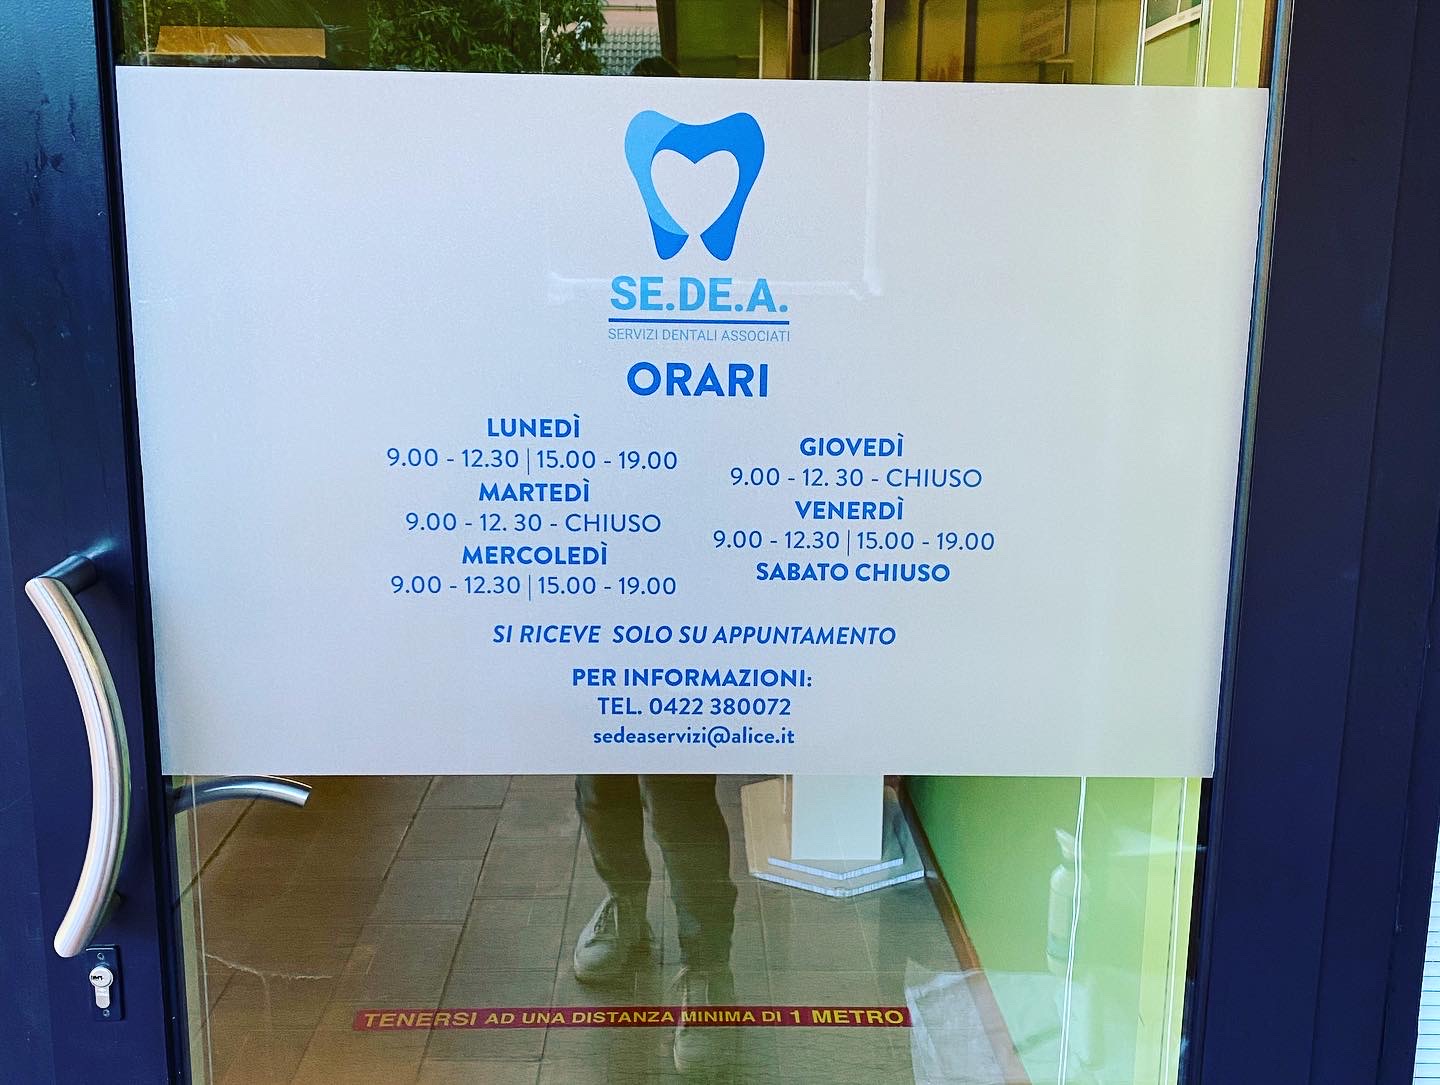 SE.DE.A.
SERVIZI DENTALI ASSOCIATI
ORARI
LUNEDÌ
9.00 - 12.30 | 15.00 - 19.00
MARTEDÌ
9.00 - 12. 30 - CHIUSO
MERCOLEDÌ
9.00 - 12.30 | 15.00 - 19.00
GIOVEDÌ
9.00 - 12. 30 - CHIUSO
VENERDÌ
9.00 - 12.30 | 15.00 - 19.00
SABATO CHIUSO
SI RICEVE SOLO SU APPUNTAMENTO
PER INFORMAZIONI:
TEL. 0422 380072
sedeaservizi@alice.it
TENERSI AD UNA DISTANZA MINIMA DI 1 METRO